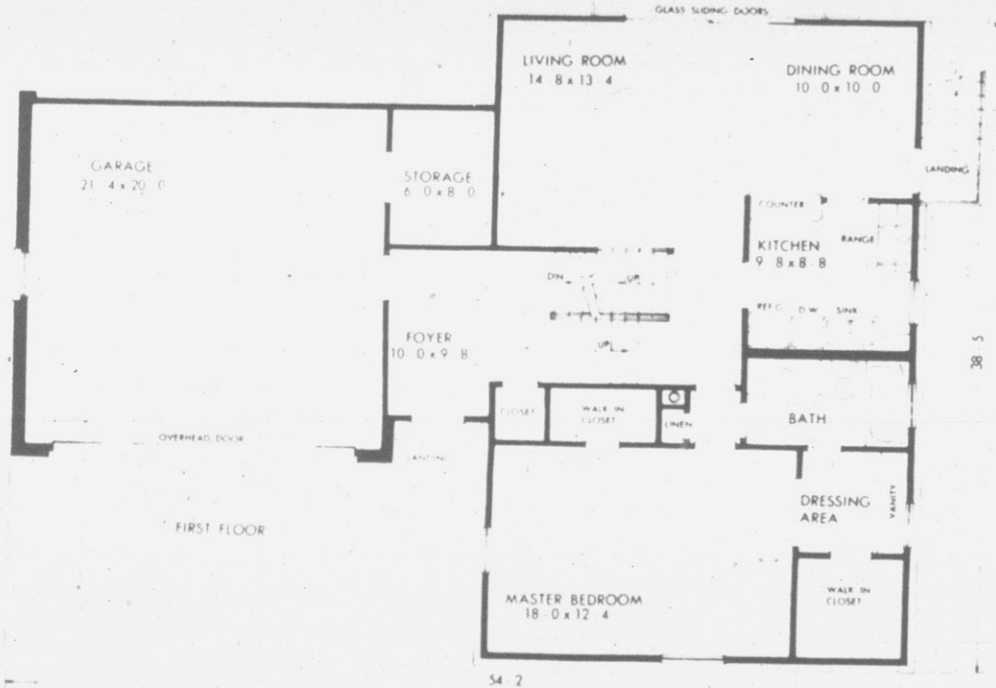 GLASS SLIDING DOORS
LIVING ROOM
14-8 x 13-4
DINING ROOM
10-0 x 10-0
GARAGE
21-4 x 20-0
STORAGE
6-0 x 8-0
LANDING
COUNTER
KITCHEN
9-8 x 8-8
RANGE
DN
UP
REFG
D.W.
SINK
FOYER
10-0 x 9-8
UP
38-5
CLOSET
WALK IN
CLOSET
LINEN
BATH
OVERHEAD DOOR
LANDING
DRESSING
AREA
VANITY
FIRST FLOOR
MASTER BEDROOM
18-0 x 12-4
WALK IN
CLOSET
54-2